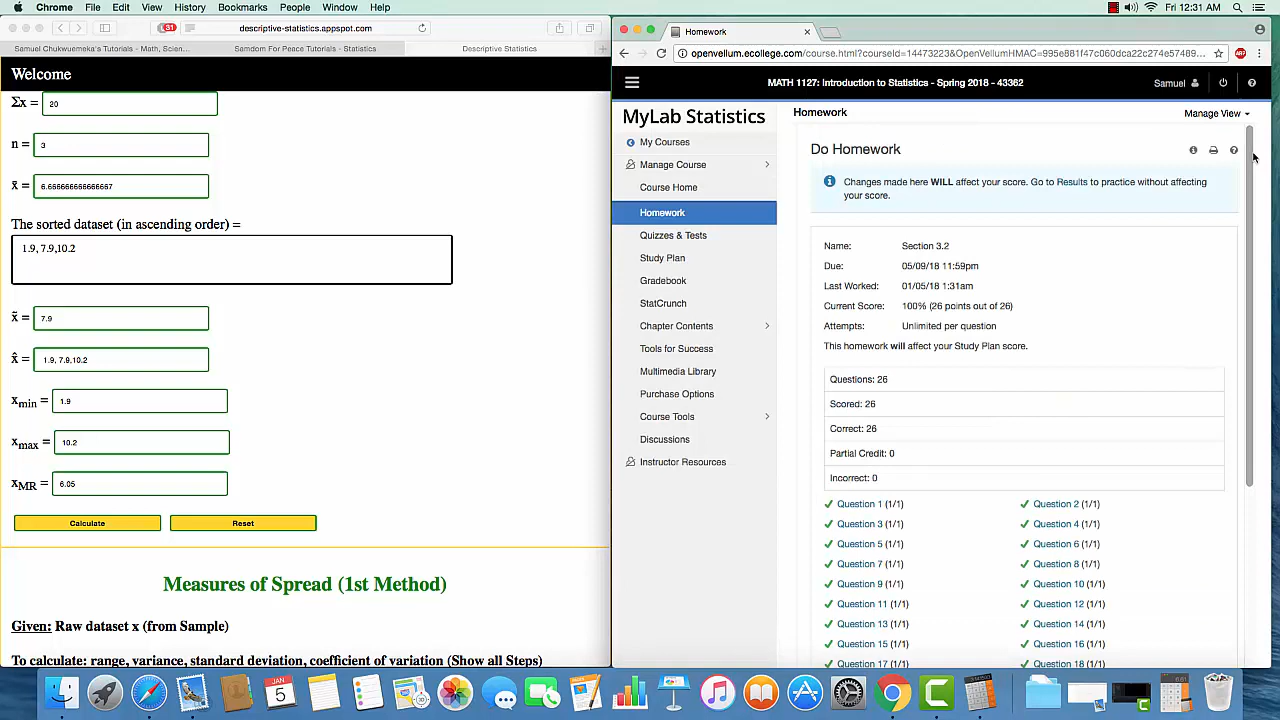 Chrome File Edit View History Bookmarks People Window Help Fri 12:31 AM
31 descriptive-statistics.appspot.com
Samuel Chukwuemeka's Tutorials - Math, Scien... Samdom For Peace Tutorials - Statistics Descriptive Statistics
Welcome
Σx = 20
n = 3
x̄ = 6.666666666666667
The sorted dataset (in ascending order) =
1.9, 7.9,10.2
x̃ = 7.9
x̂ = 1.9, 7.9,10.2
xmin = 1.9
xmax = 10.2
xMR = 6.05
Calculate Reset
Measures of Spread (1st Method)
Given: Raw dataset x (from Sample)
To calculate: range, variance, standard deviation, coefficient of variation (Show all Steps)
Homework
openvellum.ecollege.com/course.html?courseId=14473223&OpenVellumHMAC=995e881f47c060dca22c274e57489...
MATH 1127: Introduction to Statistics - Spring 2018 - 43362 Samuel
MyLab Statistics
My Courses
Manage Course
Course Home
Homework
Quizzes & Tests
Study Plan
Gradebook
StatCrunch
Chapter Contents
Tools for Success
Multimedia Library
Purchase Options
Course Tools
Discussions
Instructor Resources
Homework Manage View
Do Homework
Changes made here WILL affect your score. Go to Results to practice without affecting
your score.
Name: Section 3.2
Due: 05/09/18 11:59pm
Last Worked: 01/05/18 1:31am
Current Score: 100% (26 points out of 26)
Attempts: Unlimited per question
This homework will affect your Study Plan score.
Questions: 26
Scored: 26
Correct: 26
Partial Credit: 0
Incorrect: 0
Question 1 (1/1) Question 2 (1/1)
Question 3 (1/1) Question 4 (1/1)
Question 5 (1/1) Question 6 (1/1)
Question 7 (1/1) Question 8 (1/1)
Question 9 (1/1) Question 10 (1/1)
Question 11 (1/1) Question 12 (1/1)
Question 13 (1/1) Question 14 (1/1)
Question 15 (1/1) Question 16 (1/1)
Question 17 (1/1) Question 18 (1/1)